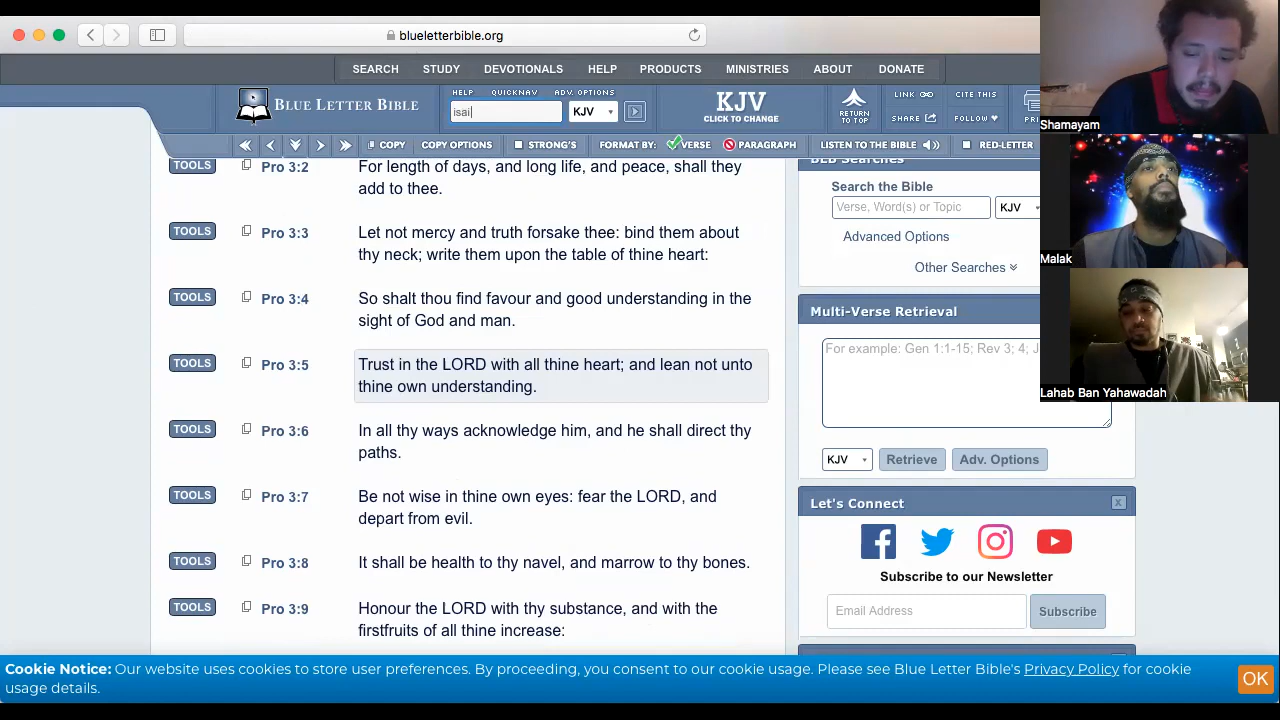 blueletterbible.org
SEARCH STUDY DEVOTIONALS HELP PRODUCTS MINISTRIES ABOUT DONATE
BLUE LETTER BIBLE
HELP QUICKNAV ADV. OPTIONS
isai KJV
KJV
CLICK TO CHANGE
RETURN
TO TOP
LINK CITE THIS
SHARE FOLLOW
COPY COPY OPTIONS STRONG'S FORMAT BY: VERSE PARAGRAPH LISTEN TO THE BIBLE RED-LETTER
TOOLS Pro 3:2 For length of days, and long life, and peace, shall they
add to thee.
TOOLS Pro 3:3 Let not mercy and truth forsake thee: bind them about
thy neck; write them upon the table of thine heart:
TOOLS Pro 3:4 So shalt thou find favour and good understanding in the
sight of God and man.
TOOLS Pro 3:5 Trust in the LORD with all thine heart; and lean not unto
thine own understanding.
TOOLS Pro 3:6 In all thy ways acknowledge him, and he shall direct thy
paths.
TOOLS Pro 3:7 Be not wise in thine own eyes: fear the LORD, and
depart from evil.
TOOLS Pro 3:8 It shall be health to thy navel, and marrow to thy bones.
TOOLS Pro 3:9 Honour the LORD with thy substance, and with the
firstfruits of all thine increase:
BLB Searches
Search the Bible
Verse, Word(s) or Topic KJV
Advanced Options
Other Searches
Multi-Verse Retrieval
For example: Gen 1:1-15; Rev 3; 4; J
KJV Retrieve Adv. Options
Let's Connect x
Subscribe to our Newsletter
Email Address Subscribe
Shamayam
Malak
Lahab Ban Yahawadah
Cookie Notice: Our website uses cookies to store user preferences. By proceeding, you consent to our cookie usage. Please see Blue Letter Bible's Privacy Policy for cookie
usage details.
OK